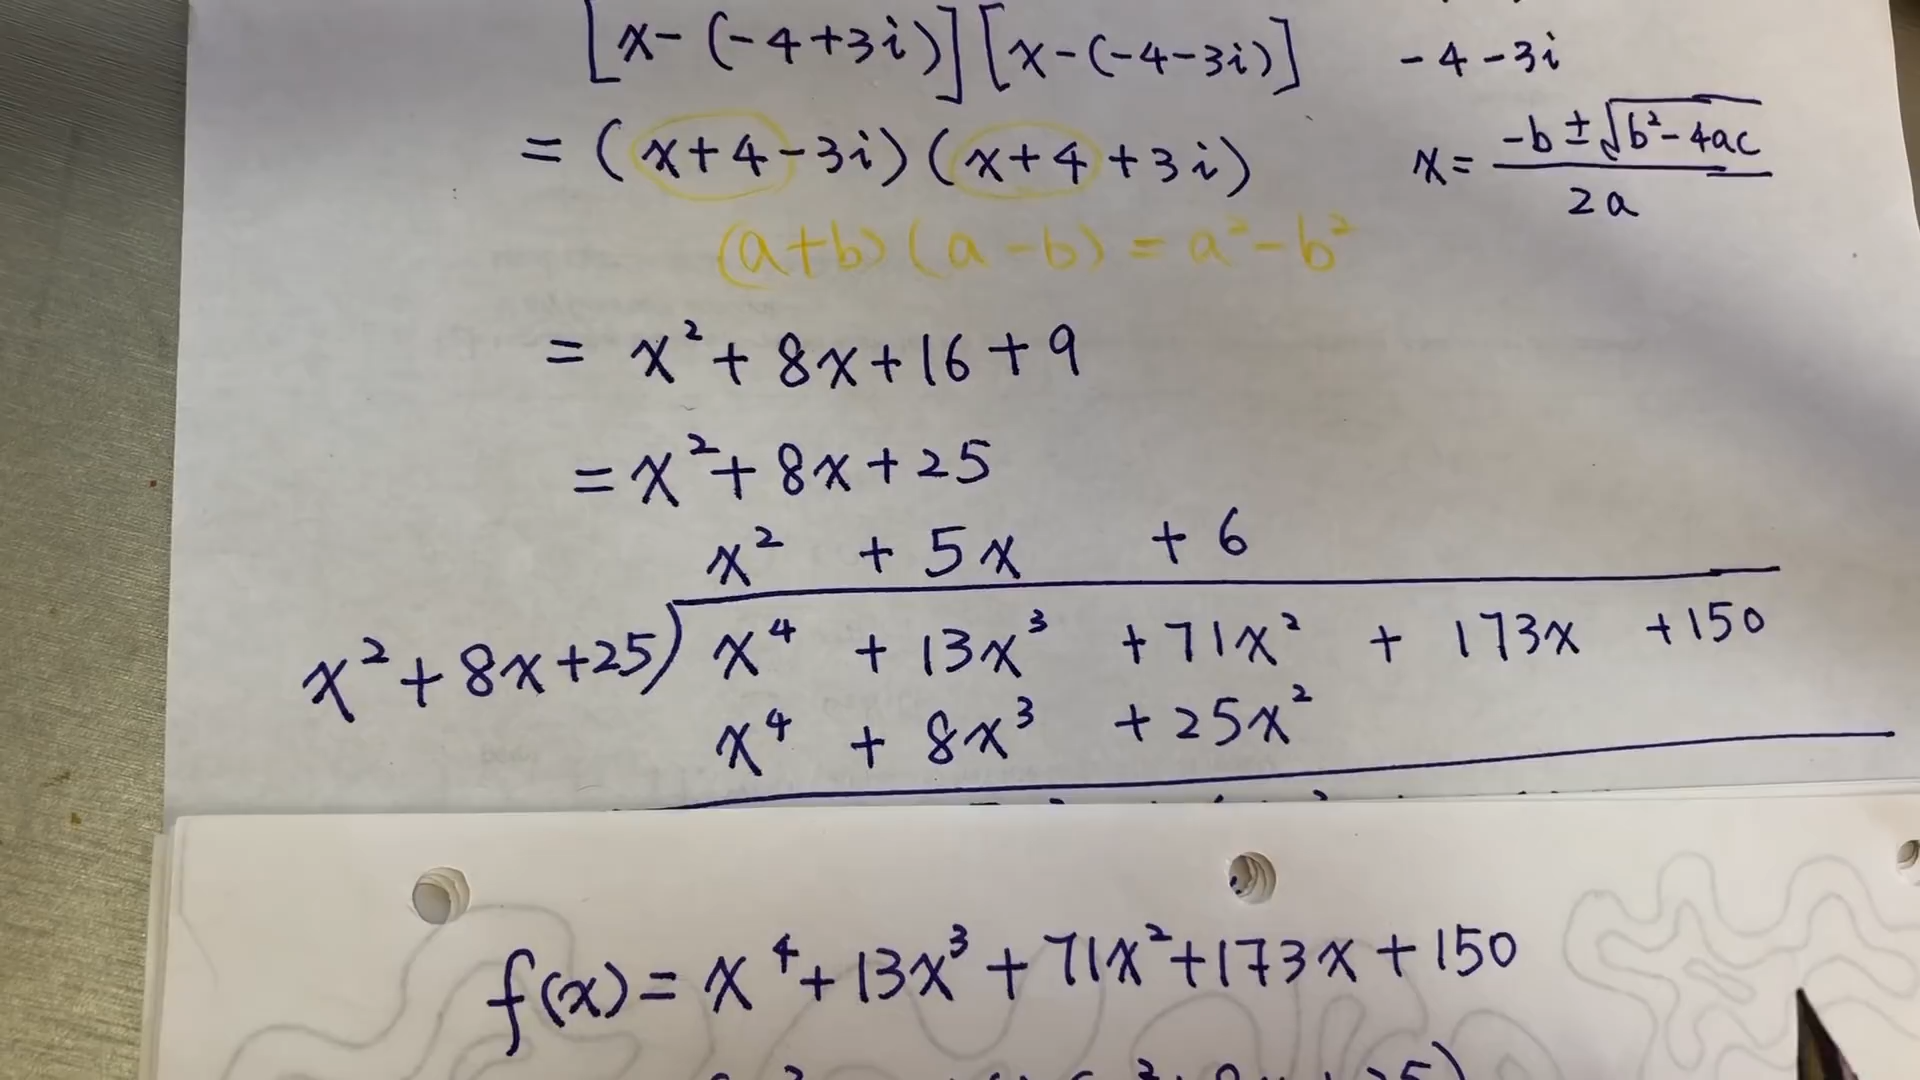 [x-(-4+3i)][x-(-4-3i)]
-4-3i
= (x+4-3i)(x+4+3i)
x = (-b ± √(b²-4ac)) / 2a
(a+b)(a-b) = a²-b²
= x² + 8x + 16 + 9
= x² + 8x + 25
x² + 5x + 6
x² + 8x + 25) x⁴ + 13x³ + 71x² + 173x + 150
x⁴ + 8x³ + 25x²
f(x) = x⁴ + 13x³ + 71x² + 173x + 150